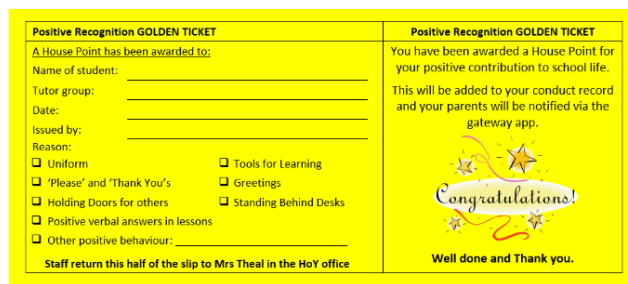 Positive Recognition GOLDEN TICKET
A House Point has been awarded to:
Name of student:
Tutor group:
Date:
Issued by:
Reason:
Uniform
Tools for Learning
'Please' and 'Thank You's
Greetings
Holding Doors for others
Standing Behind Desks
Positive verbal answers in lessons
Other positive behaviour:
Staff return this half of the slip to Mrs Theal in the HoY office
Positive Recognition GOLDEN TICKET
You have been awarded a House Point for
your positive contribution to school life.
This will be added to your conduct record
and your parents will be notified via the
gateway app.
Congratulations!
Well done and Thank you.